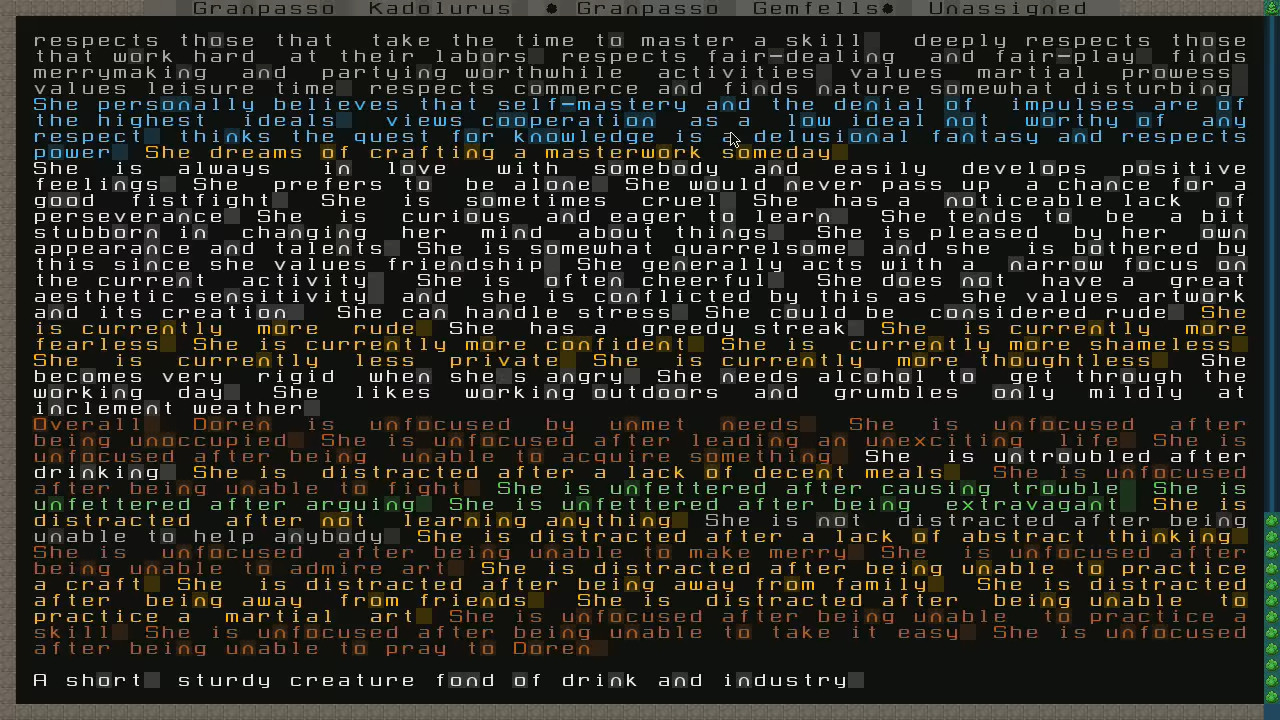 Granpasso Kadolurus ● Granpasso Gemfells● Unassigned
respects those that take the time to master a skill deeply respects those
that work hard at their labors respects fair-dealing and fair-play finds
merrymaking and partying worthwhile activities values martial prowess
values leisure time respects commerce and finds nature somewhat disturbing
She personally believes that self-mastery and the denial of impulses are of
the highest ideals views cooperation as a low ideal not worthy of any
respect thinks the quest for knowledge is a delusional fantasy and respects
power She dreams of crafting a masterwork someday
She is always in love with somebody and easily develops positive
feelings She prefers to be alone She would never pass up a chance for a
good fistfight She is sometimes cruel She has a noticeable lack of
perseverance She is curious and eager to learn She tends to be a bit
stubborn in changing her mind about things She is pleased by her own
appearance and talents She is somewhat quarrelsome and she is bothered by
this since she values friendship She generally acts with a narrow focus on
the current activity She is often cheerful She does not have a great
aesthetic sensitivity and she is conflicted by this as she values artwork
and its creation She can handle stress She could be considered rude She
is currently more rude She has a greedy streak She is currently more
fearless She is currently more confident She is currently more shameless
She is currently less private She is currently more thoughtless She
becomes very rigid when she's angry She needs alcohol to get through the
working day She likes working outdoors and grumbles only mildly at
inclement weather
Overall Doren is unfocused by unmet needs She is unfocused after
being unoccupied She is unfocused after leading an unexciting life She is
unfocused after being unable to acquire something She is untroubled after
drinking She is distracted after a lack of decent meals She is unfocused
after being unable to fight She is unfettered after causing trouble She is
unfettered after arguing She is unfettered after being extravagant She is
distracted after not learning anything She is not distracted after being
unable to help anybody She is distracted after a lack of abstract thinking
She is unfocused after being unable to make merry She is unfocused after
being unable to admire art She is distracted after being unable to practice
a craft She is distracted after being away from family She is distracted
after being away from friends She is distracted after being unable to
practice a martial art She is unfocused after being unable to practice a
skill She is unfocused after being unable to take it easy She is unfocused
after being unable to pray to Doren
A short sturdy creature fond of drink and industry